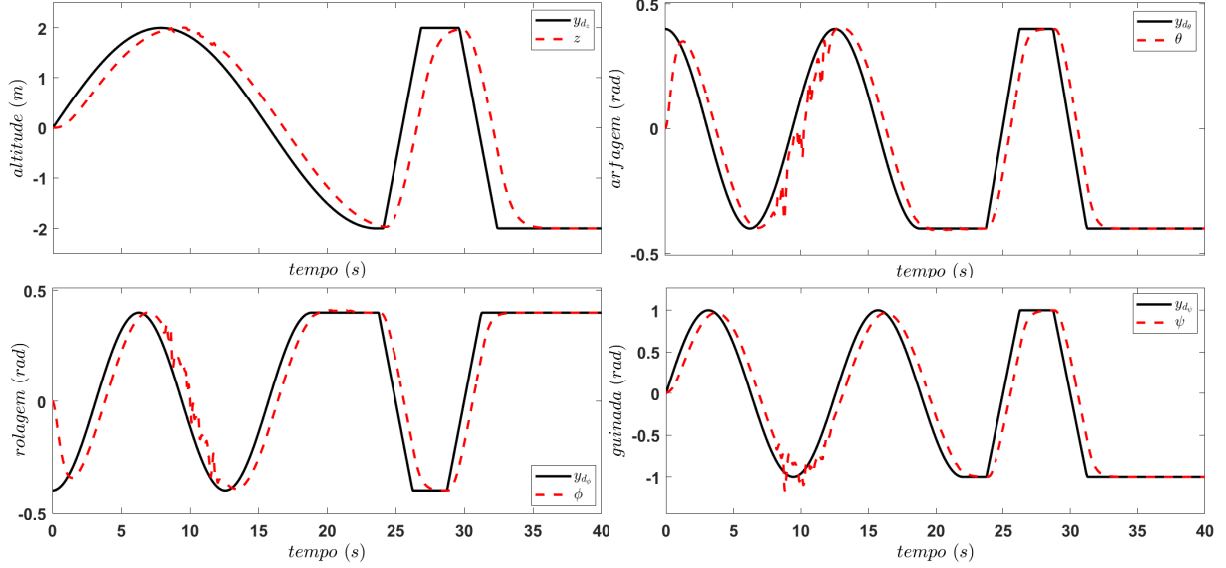 altitude (m)
2
1
0
-1
-2
0 5 10 15 20 25 30 35 40
tempo (s)
y_{d_z}
z
arfagem (rad)
0.5
0
-0.5
0 5 10 15 20 25 30 35 40
tempo (s)
y_{d_θ}
θ
rolagem (rad)
0.5
0
-0.5
0 5 10 15 20 25 30 35 40
tempo (s)
y_{d_ϕ}
ϕ
guinada (rad)
1
0.5
0
-0.5
-1
0 5 10 15 20 25 30 35 40
tempo (s)
y_{d_ψ}
ψ